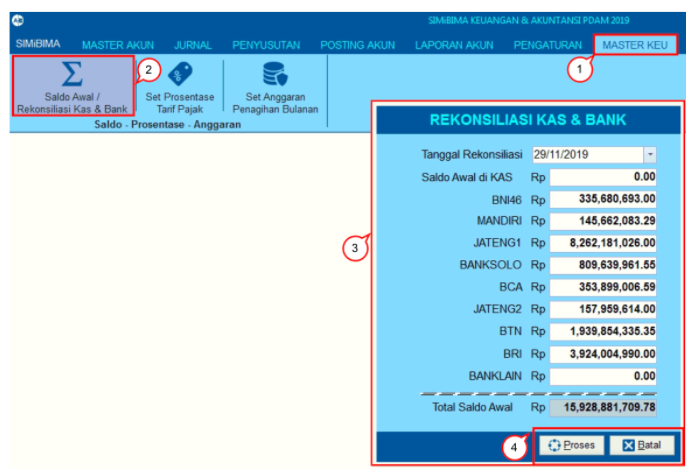 AB
SIMiBIMA KEUANGAN & AKUNTANSI PDAM 2019
SIMiBIMA MASTER AKUN JURNAL PENYUSUTAN POSTING AKUN LAPORAN AKUN PENGATURAN MASTER KEU
1
2
Saldo Awal / Set Prosentase Set Anggaran
Rekonsiliasi Kas & Bank Tarif Pajak Penagihan Bulanan
Saldo - Prosentase - Anggaran
REKONSILIASI KAS & BANK
Tanggal Rekonsiliasi 29/11/2019
Saldo Awal di KAS Rp 0.00
BNI46 Rp 335,680,693.00
MANDIRI Rp 145,662,083.29
3
JATENG1 Rp 8,262,181,026.00
BANKSOLO Rp 809,639,961.55
BCA Rp 353,899,006.59
JATENG2 Rp 157,959,614.00
BTN Rp 1,939,854,335.35
BRI Rp 3,924,004,990.00
BANKLAIN Rp 0.00
Total Saldo Awal Rp 15,928,881,709.78
4
Proses Batal